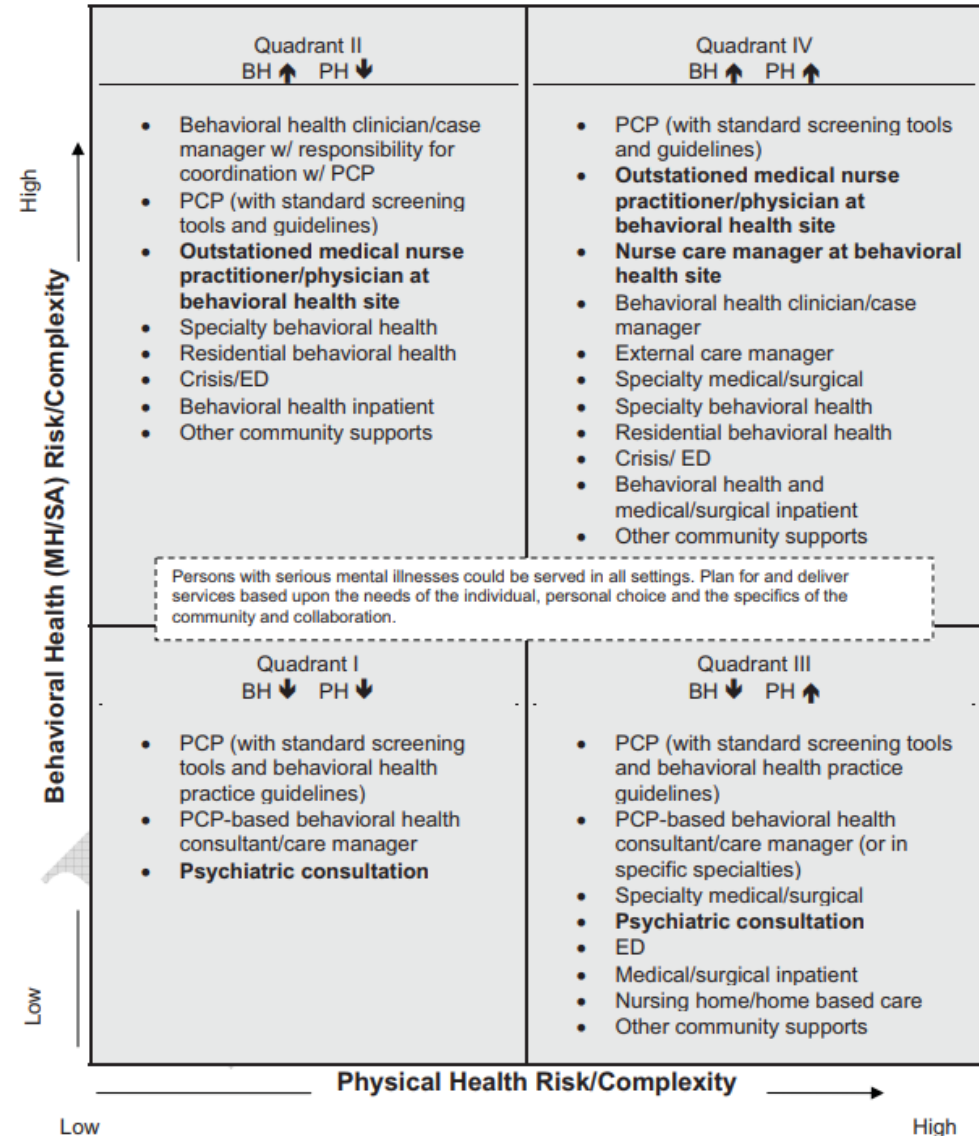 Quadrant II
BH ↑ PH ↓
• Behavioral health clinician/case
manager w/ responsibility for
coordination w/ PCP
• PCP (with standard screening
tools and guidelines)
• Outstationed medical nurse
practitioner/physician at
behavioral health site
• Specialty behavioral health
• Residential behavioral health
• Crisis/ED
• Behavioral health inpatient
• Other community supports
Quadrant IV
BH ↑ PH ↑
• PCP (with standard screening tools
and guidelines)
• Outstationed medical nurse
practitioner/physician at
behavioral health site
• Nurse care manager at behavioral
health site
• Behavioral health clinician/case
manager
• External care manager
• Specialty medical/surgical
• Specialty behavioral health
• Residential behavioral health
• Crisis/ ED
• Behavioral health and
medical/surgical inpatient
• Other community supports
Persons with serious mental illnesses could be served in all settings. Plan for and deliver
services based upon the needs of the individual, personal choice and the specifics of the
community and collaboration.
Quadrant I
BH ↓ PH ↓
• PCP (with standard screening
tools and behavioral health
practice guidelines)
• PCP-based behavioral health
consultant/care manager
• Psychiatric consultation
Quadrant III
BH ↓ PH ↑
• PCP (with standard screening tools
and behavioral health practice
guidelines)
• PCP-based behavioral health
consultant/care manager (or in
specific specialties)
• Specialty medical/surgical
• Psychiatric consultation
• ED
• Medical/surgical inpatient
• Nursing home/home based care
• Other community supports
High
Behavioral Health (MH/SA) Risk/Complexity
Low
Physical Health Risk/Complexity
Low
High